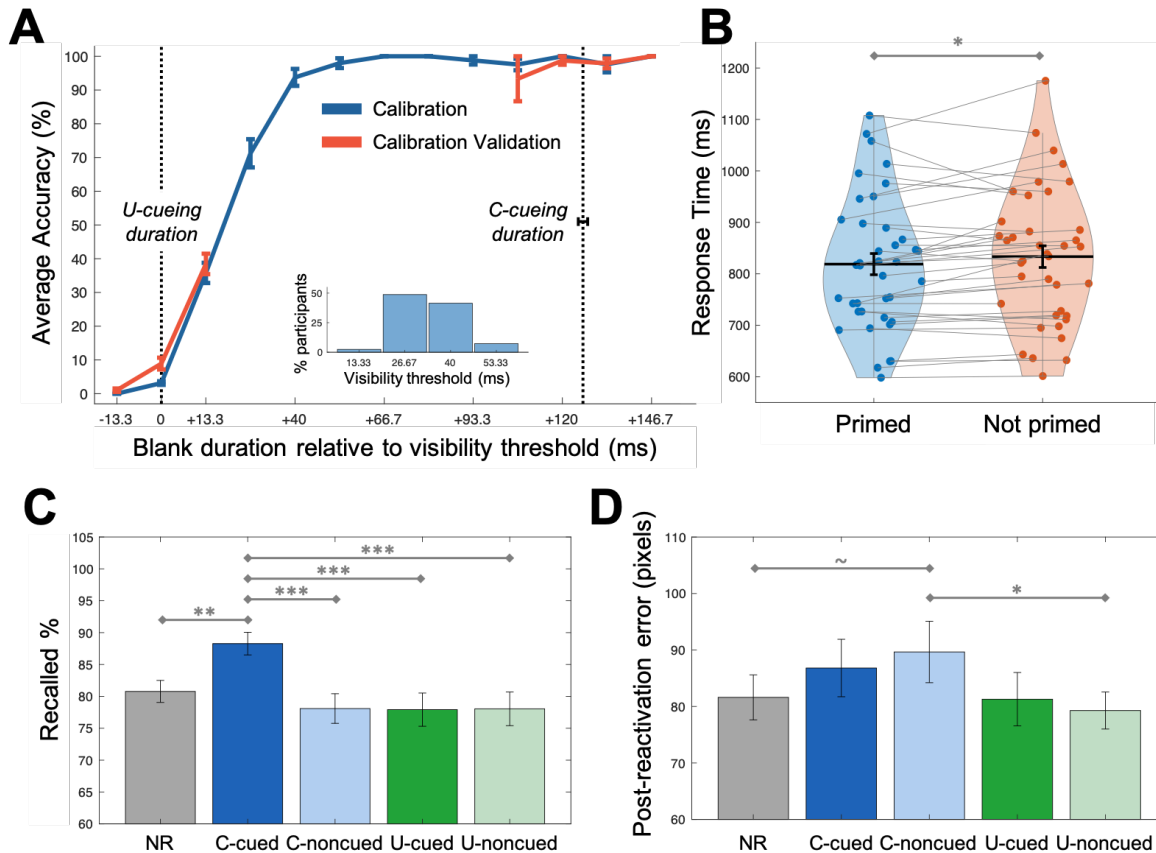 A
Average Accuracy (%)
100
90
80
70
60
50
40
30
20
10
0
Calibration
Calibration Validation
U-cueing
duration
C-cueing
duration
% participants
50
25
0
13.33 26.67 40 53.33
Visibility threshold (ms)
-13.3 0 +13.3 +40 +66.7 +93.3 +120 +146.7
Blank duration relative to visibility threshold (ms)
B
Response Time (ms)
*
1200
1100
1000
900
800
700
600
Primed Not primed
C
Recalled %
105
100
95
90
85
80
75
70
65
60
***
***
***
**
NR C-cued C-noncued U-cued U-noncued
D
Post-reactivation error (pixels)
110
100
90
80
70
60
~
*
NR C-cued C-noncued U-cued U-noncued